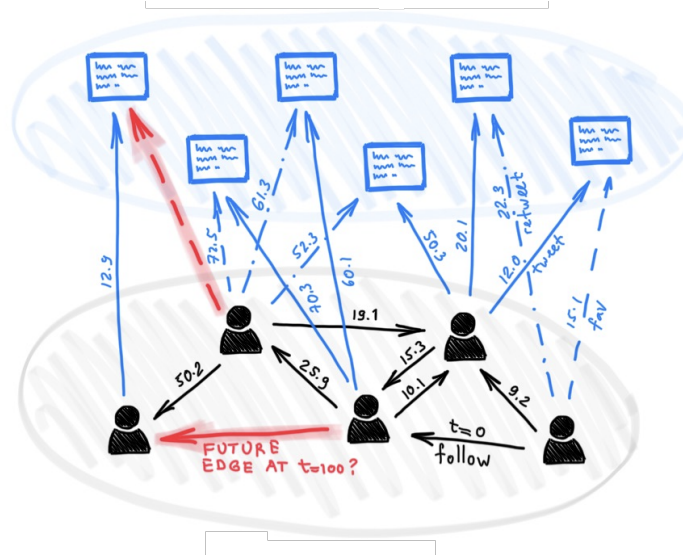 61.3
72.5
52.3
22.3
retweet
12.9
70.3
60.1
50.3
20.1
12.0
tweet
15.1
fav
19.1
15.3
50.2
25.9
10.1
9.2
t=0
follow
FUTURE
EDGE AT t=100?